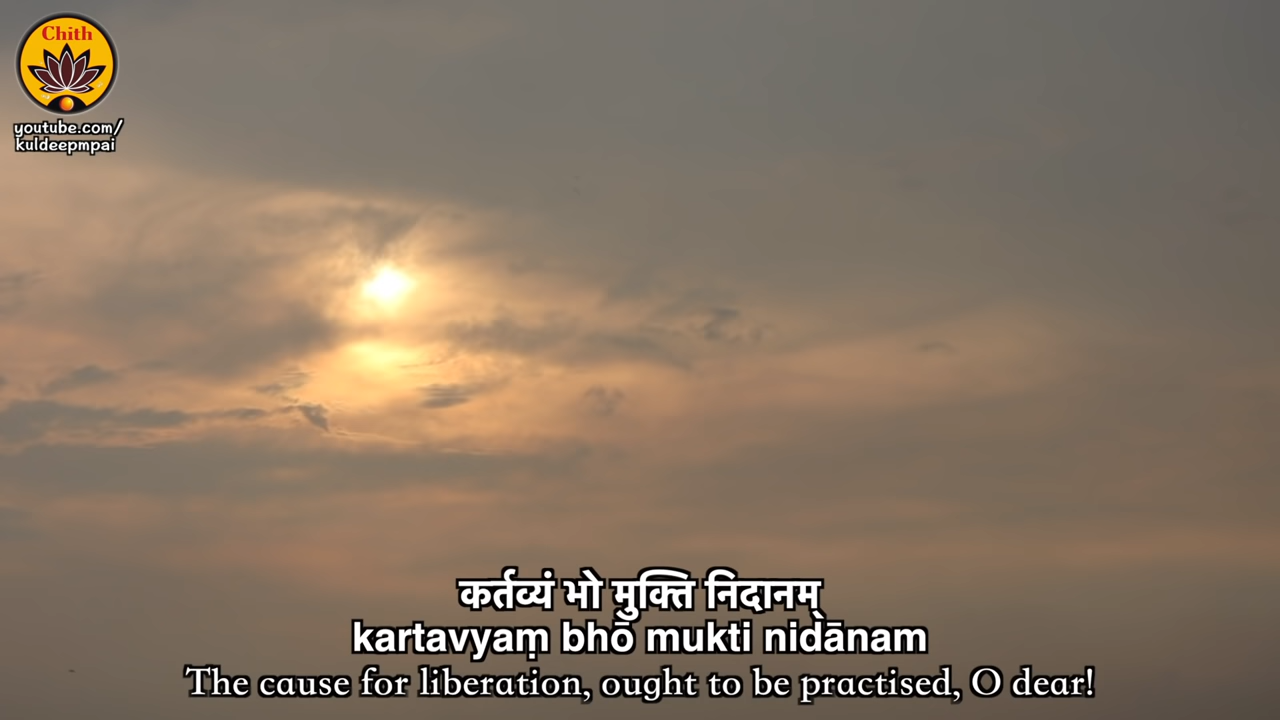 Chith
youtube.com/
kuldeepmpai
कर्तव्यं भो मुक्ति निदानम्
kartavyaṃ bhō mukti nidānam
The cause for liberation, ought to be practised, O dear!